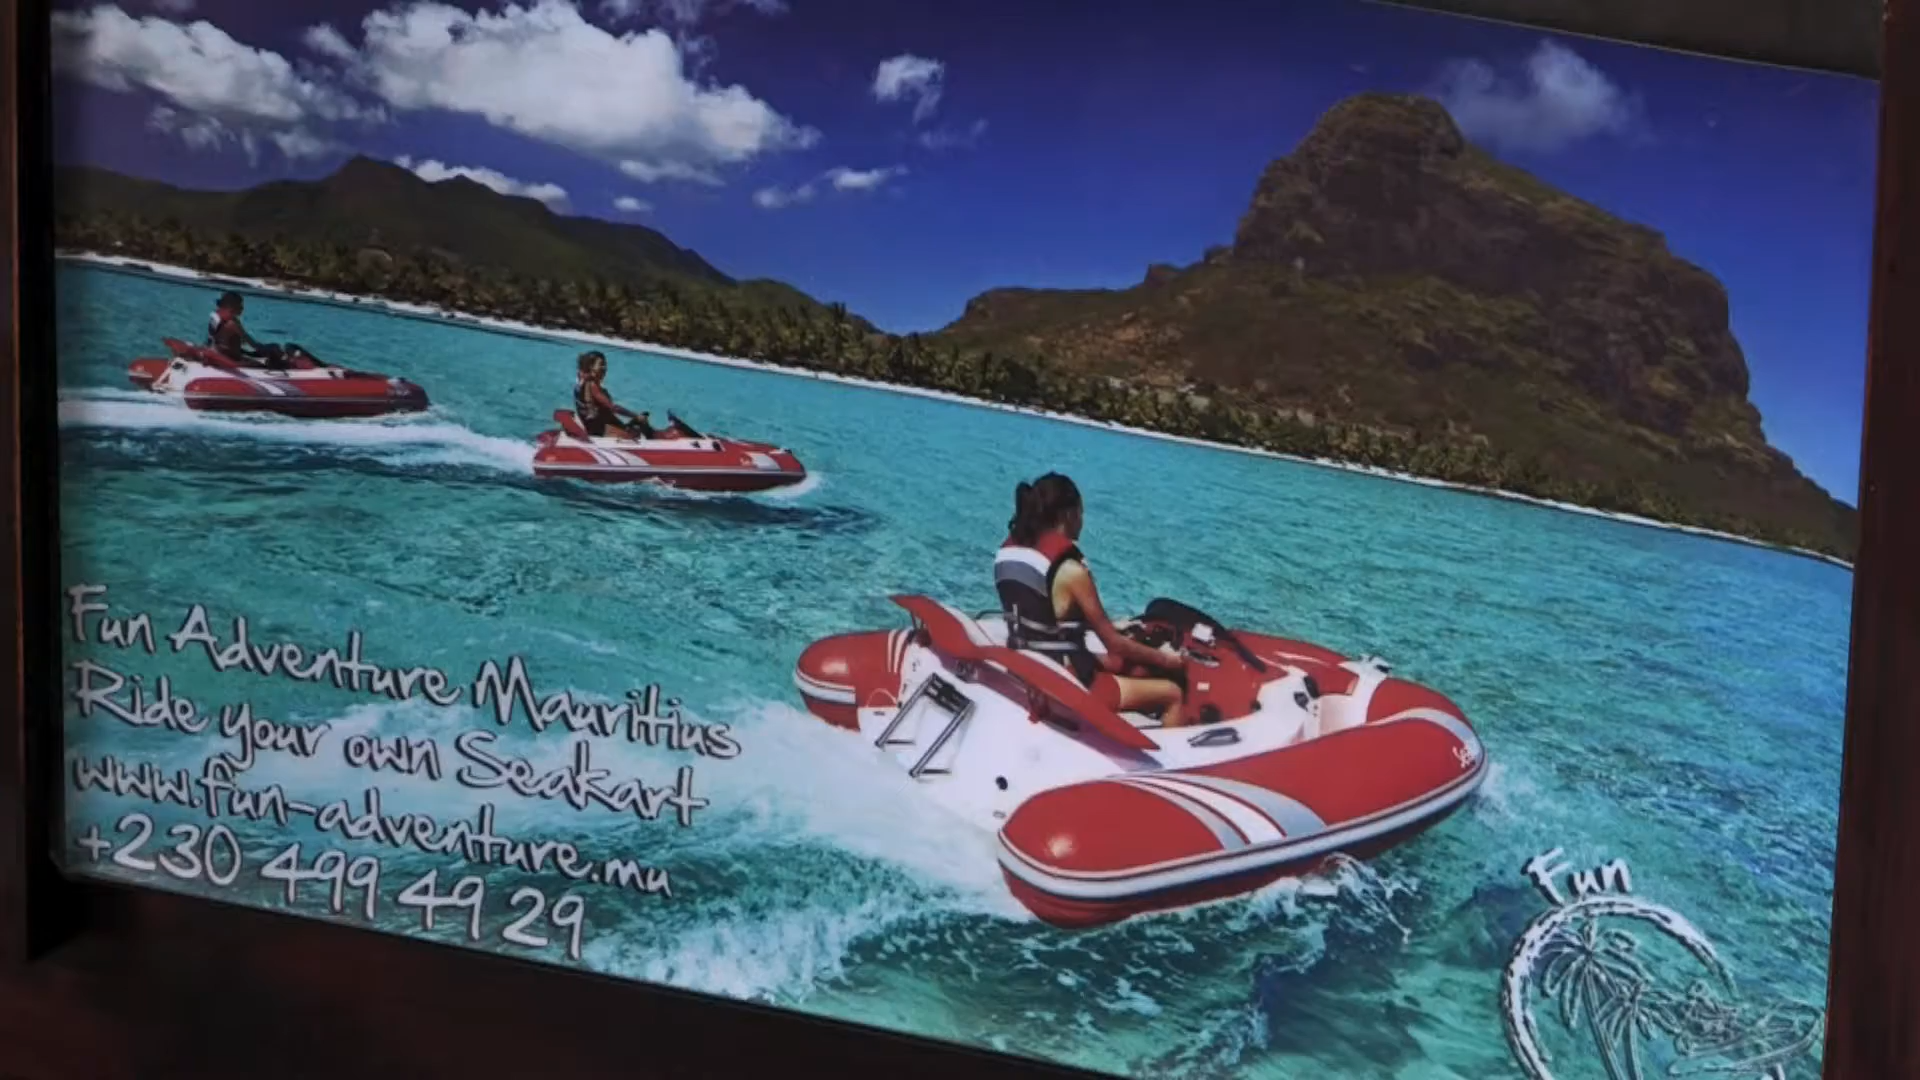 Fun Adventure Mauritius
Ride your own Seakart
www.fun-adventure.mu
+230 499 49 29
Fun